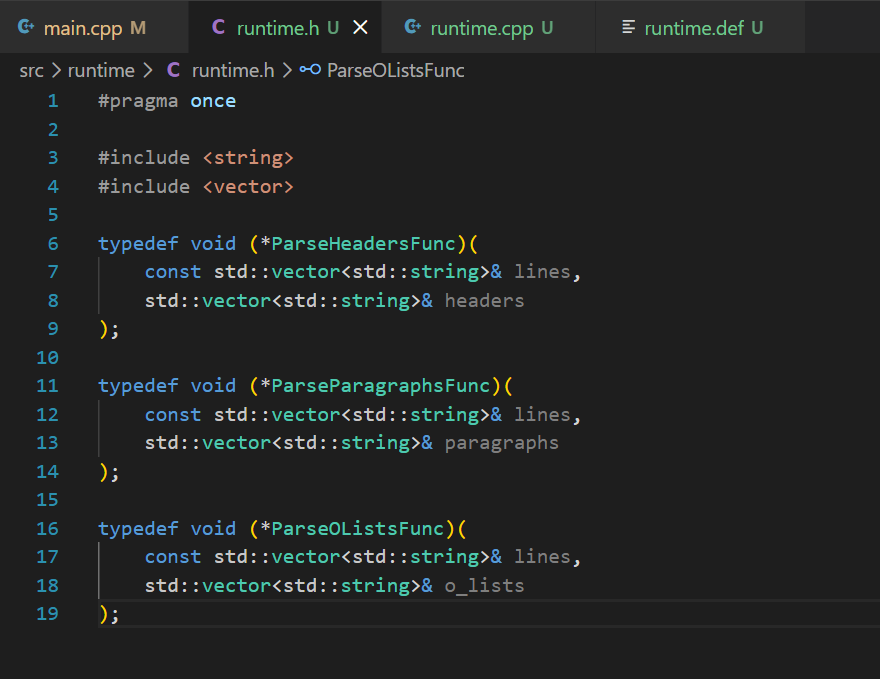 main.cpp M runtime.h U runtime.cpp U runtime.def U
src > runtime > C runtime.h > ParseOListsFunc
1 #pragma once
2
3 #include <string>
4 #include <vector>
5
6 typedef void (*ParseHeadersFunc)(
7     const std::vector<std::string>& lines,
8     std::vector<std::string>& headers
9 );
10
11 typedef void (*ParseParagraphsFunc)(
12     const std::vector<std::string>& lines,
13     std::vector<std::string>& paragraphs
14 );
15
16 typedef void (*ParseOListsFunc)(
17     const std::vector<std::string>& lines,
18     std::vector<std::string>& o_lists
19 );